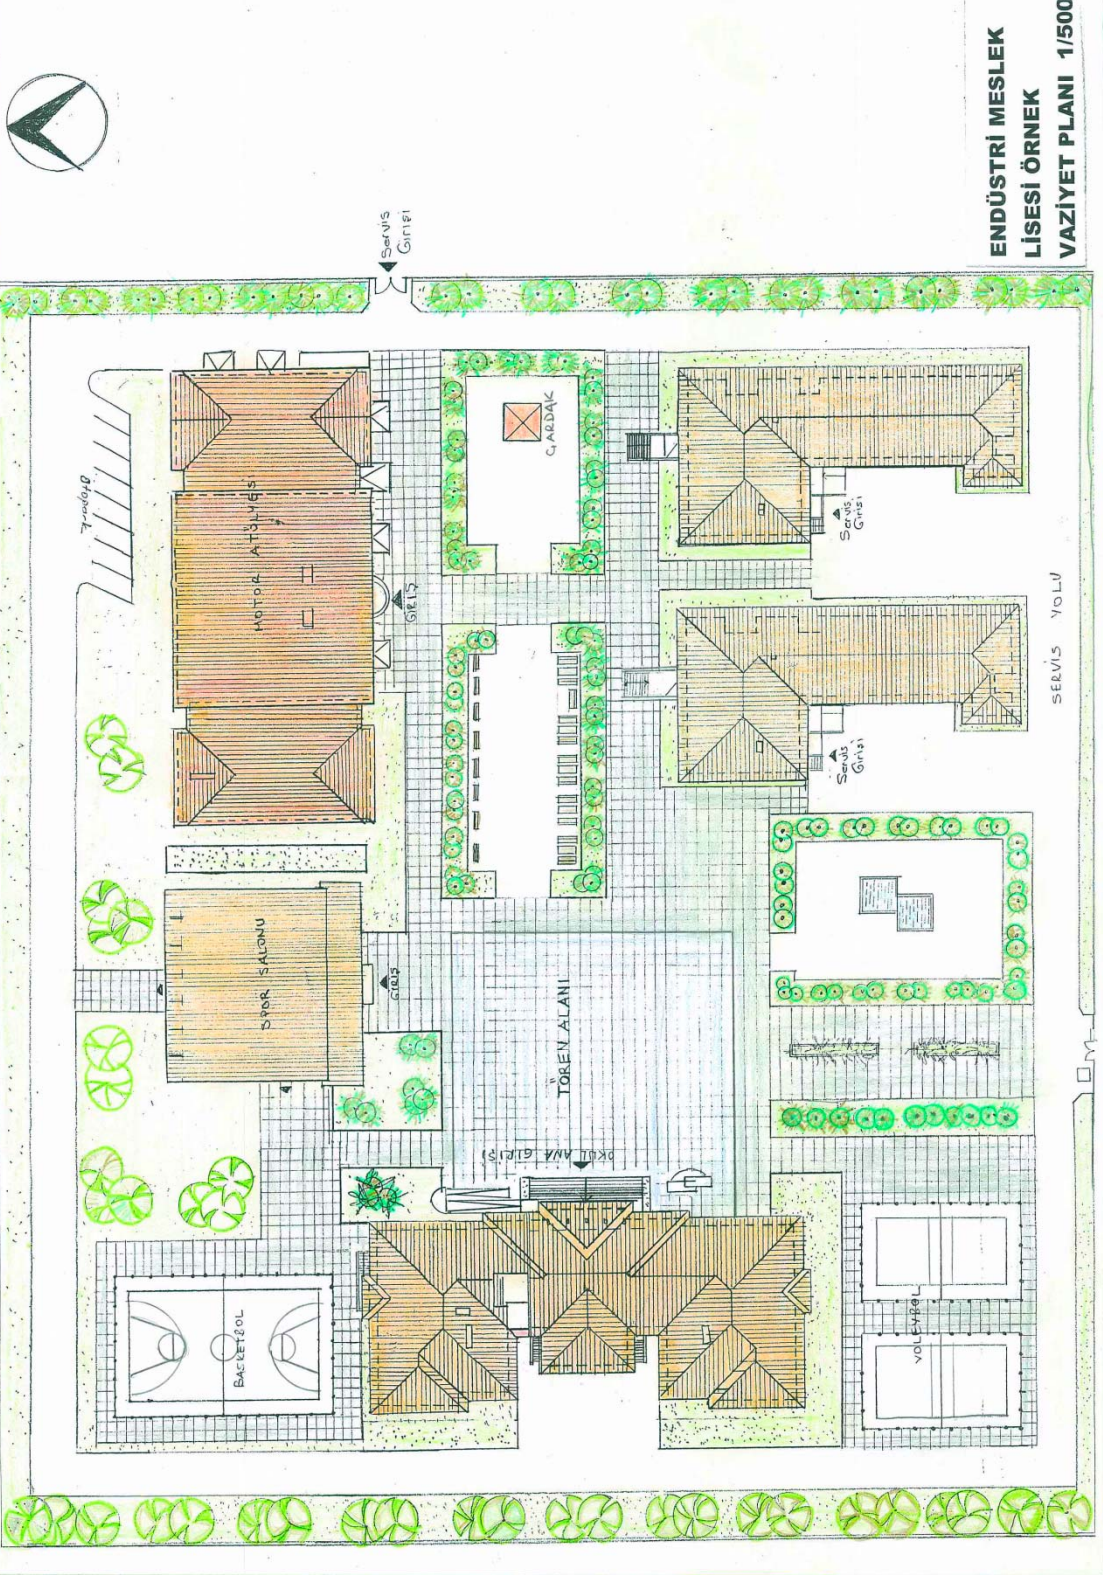 ENDÜSTRİ MESLEK
LİSESİ ÖRNEK
VAZİYET PLANI 1/500
Servis
Girişi
Otopark
MOTOR ATÖLYESİ
GİRİŞ
ÇARDAK
Servis
Girişi
Servis
Girişi
SERVİS YOLU
SPOR SALONU
GİRİŞ
TÖREN ALANI
OKUL ANA GİRİŞİ
BASKETBOL
VOLEYBOL